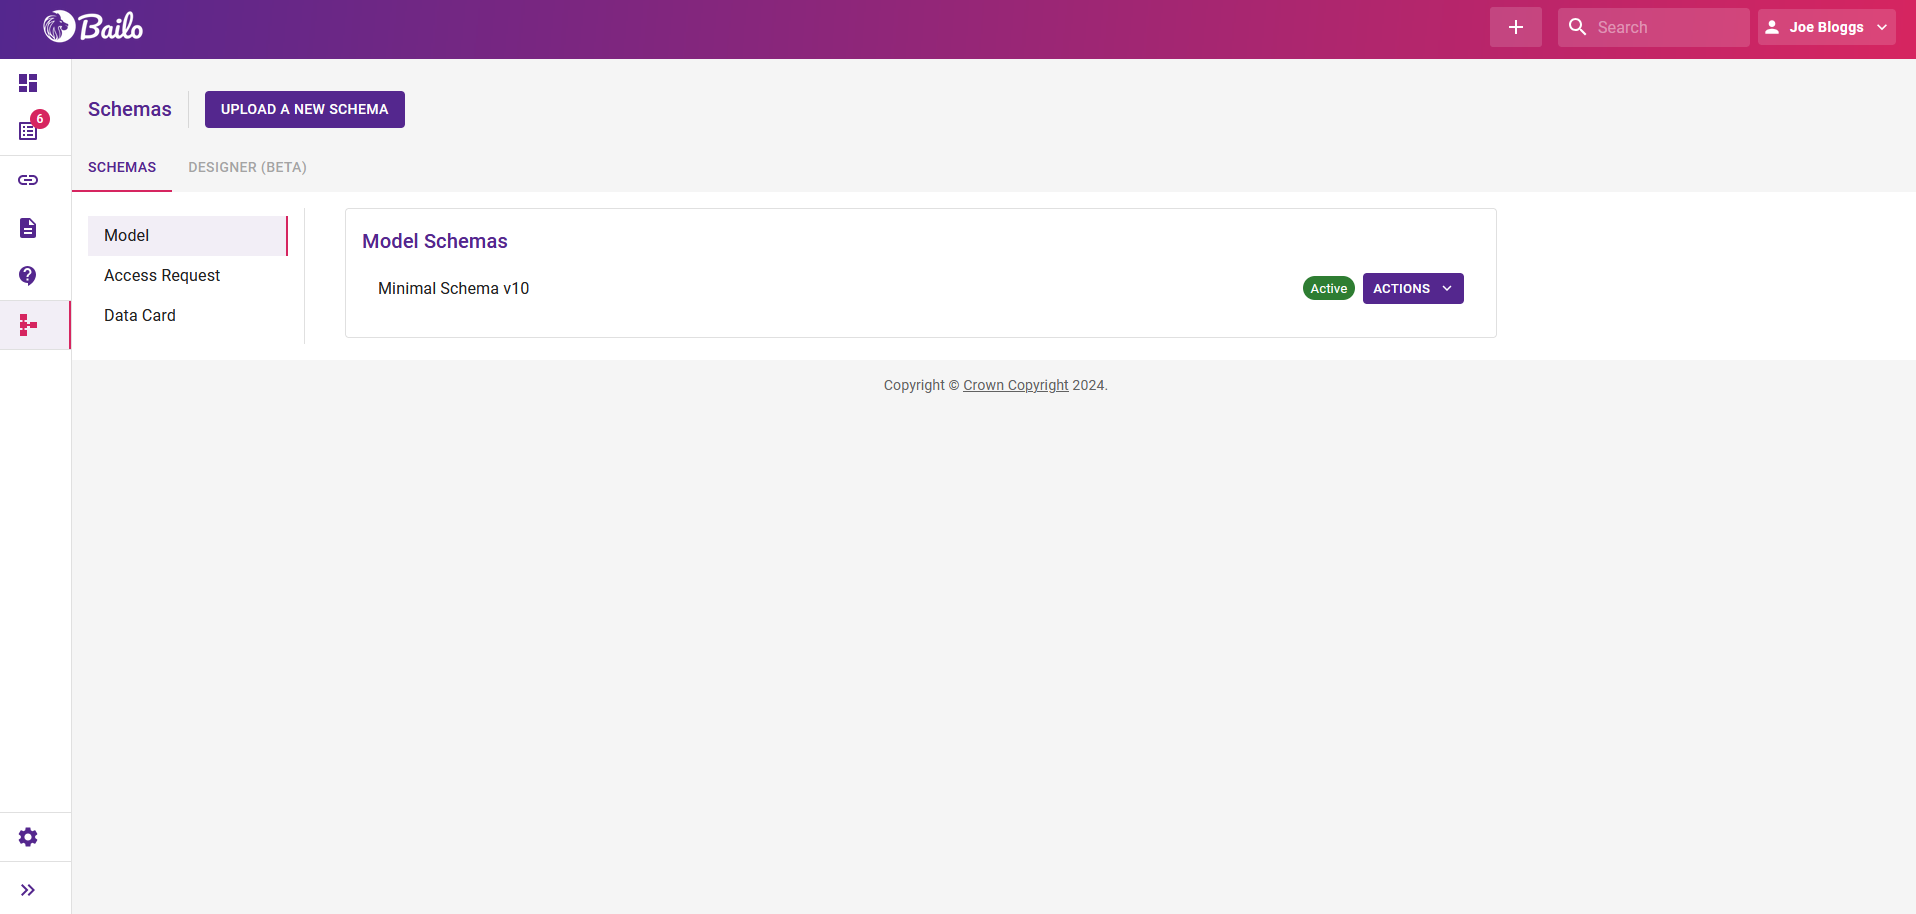 Bailo
Search
Joe Bloggs
6
Schemas
UPLOAD A NEW SCHEMA
SCHEMAS
DESIGNER (BETA)
Model
Access Request
Data Card
Model Schemas
Minimal Schema v10
Active
ACTIONS
Copyright © Crown Copyright 2024.